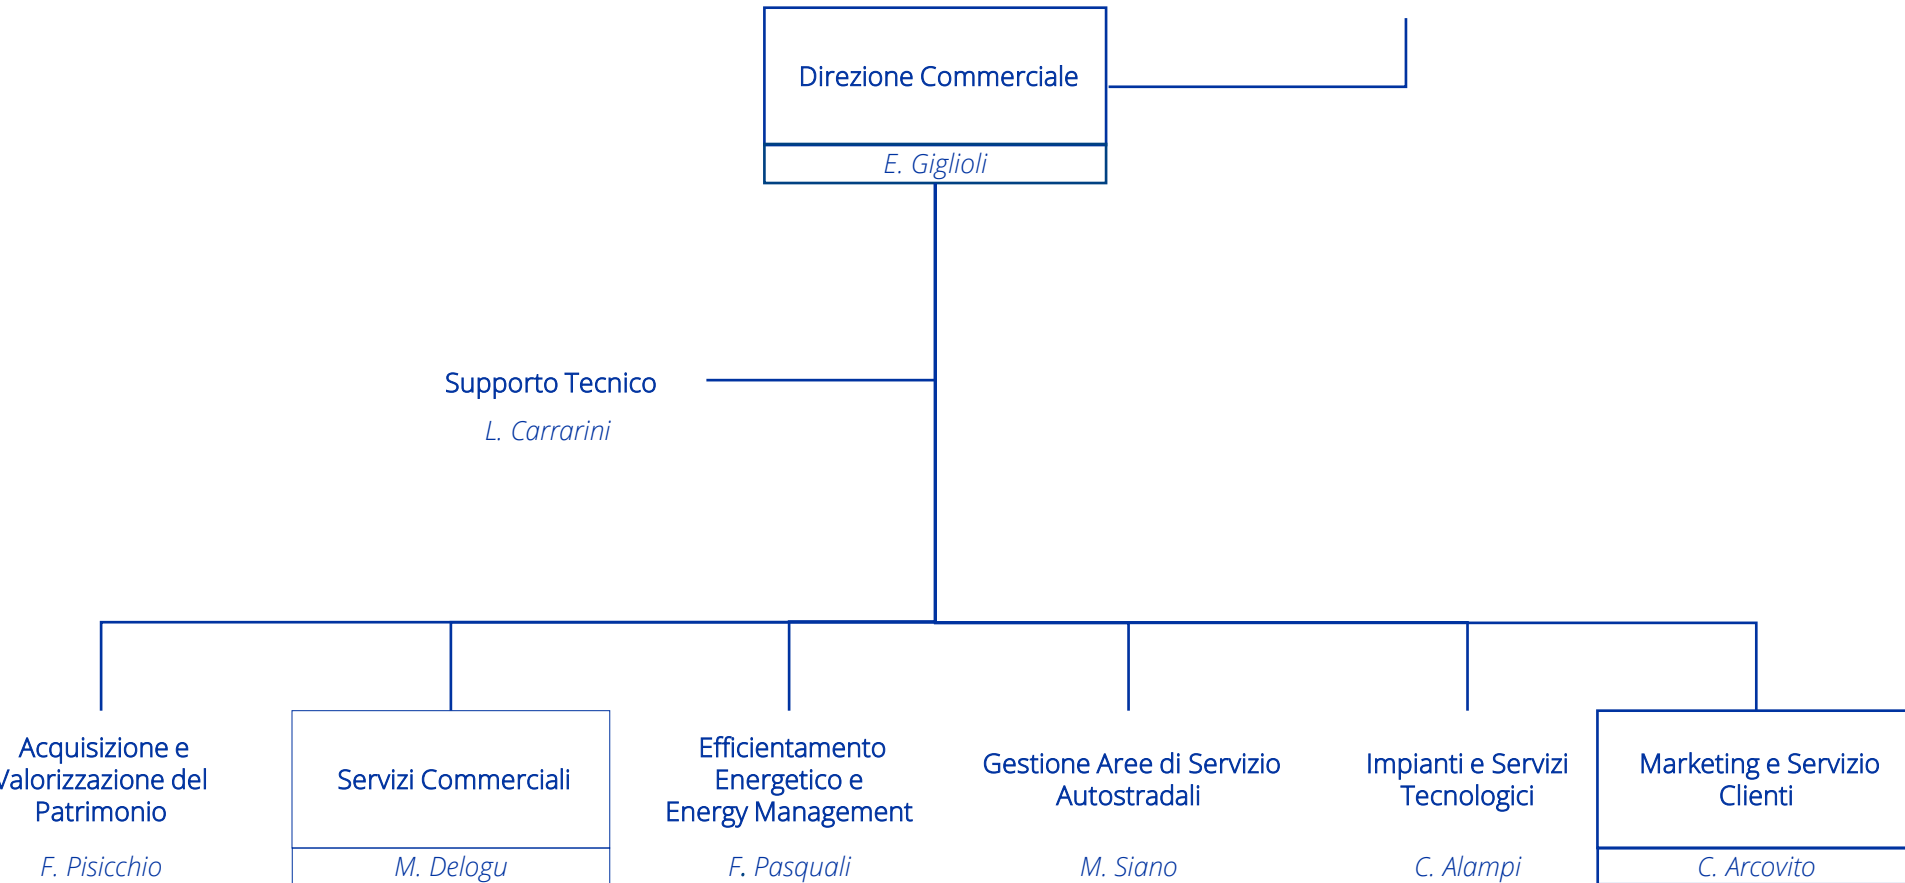 Direzione Commerciale
E. Giglioli
Supporto Tecnico
L. Carrarini
Acquisizione e
Valorizzazione del
Patrimonio
F. Pisicchio
Servizi Commerciali
M. Delogu
Efficientamento
Energetico e
Energy Management
F. Pasquali
Gestione Aree di Servizio
Autostradali
M. Siano
Impianti e Servizi
Tecnologici
C. Alampi
Marketing e Servizio
Clienti
C. Arcovito